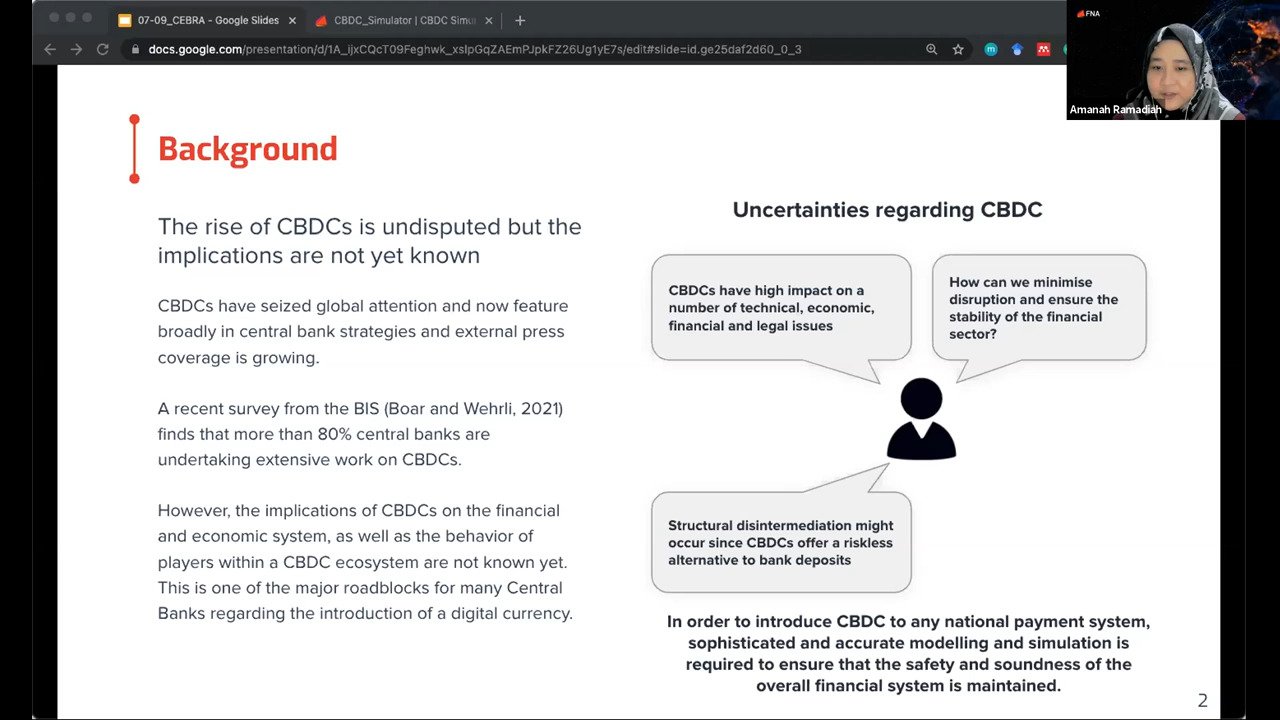 07-09_CEBRA - Google Slides
CBDC_Simulator | CBDC Simu
docs.google.com/presentation/d/1A_ijxCQcT09Feghwk_xsIpGqZAEmPJpkFZ26Ug1yE7s/edit#slide=id.ge25daf2d60_0_3
FNA
Amanah Ramadiah
Background
The rise of CBDCs is undisputed but the
implications are not yet known
CBDCs have seized global attention and now feature
broadly in central bank strategies and external press
coverage is growing.
A recent survey from the BIS (Boar and Wehrli, 2021)
finds that more than 80% central banks are
undertaking extensive work on CBDCs.
However, the implications of CBDCs on the financial
and economic system, as well as the behavior of
players within a CBDC ecosystem are not known yet.
This is one of the major roadblocks for many Central
Banks regarding the introduction of a digital currency.
Uncertainties regarding CBDC
CBDCs have high impact on a
number of technical, economic,
financial and legal issues
How can we minimise
disruption and ensure the
stability of the financial
sector?
Structural disintermediation might
occur since CBDCs offer a riskless
alternative to bank deposits
In order to introduce CBDC to any national payment system,
sophisticated and accurate modelling and simulation is
required to ensure that the safety and soundness of the
overall financial system is maintained.
2